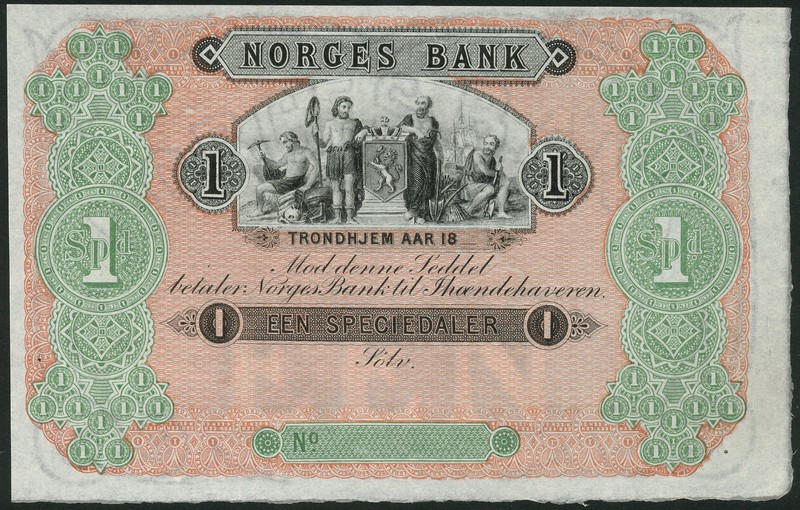 NORGES BANK
1 1
TRONDHJEM AAR 18
Mod denne Seddel
betaler Norges Bank til Ihændehaveren.
1 EEN SPECIEDALER 1
Sölv.
1 Spd 1 Spd
No